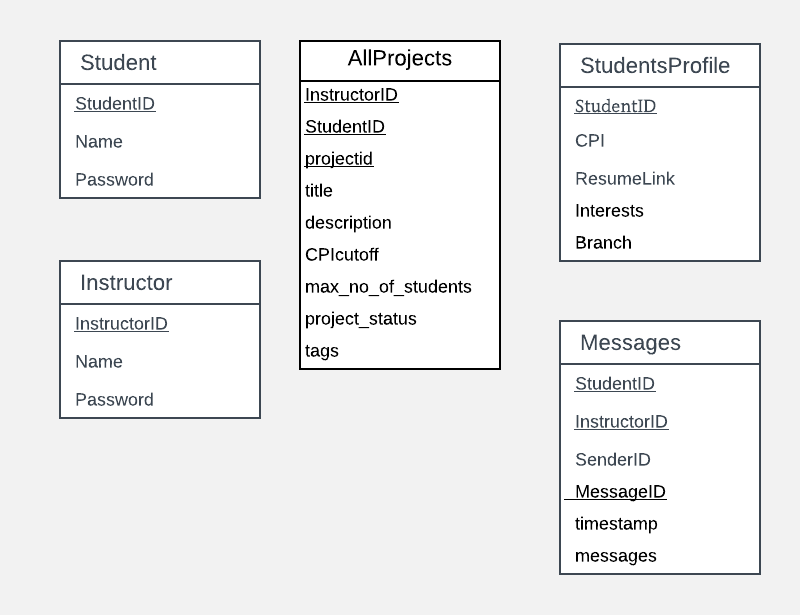 Student
StudentID
Name
Password
Instructor
InstructorID
Name
Password
AllProjects
InstructorID
StudentID
projectid
title
description
CPIcutoff
max_no_of_students
project_status
tags
StudentsProfile
StudentID
CPI
ResumeLink
Interests
Branch
Messages
StudentID
InstructorID
SenderID
MessageID
timestamp
messages